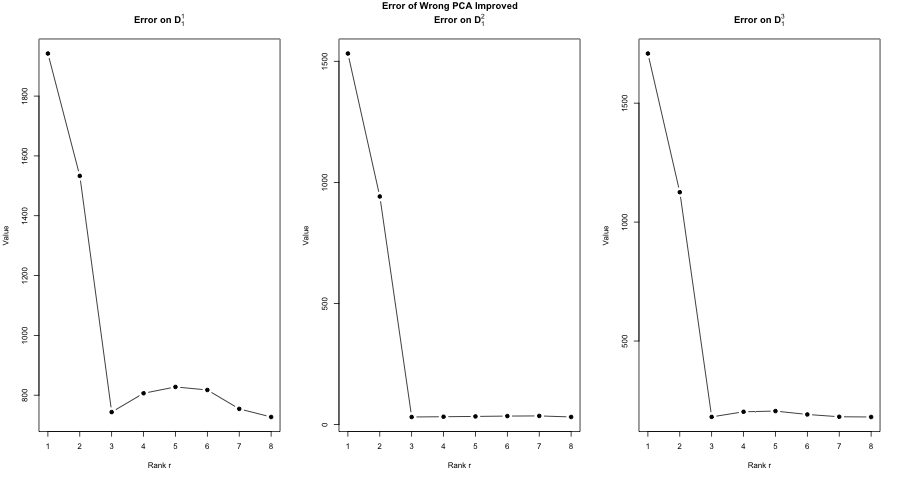 Error of Wrong PCA Improved
Error on D₁¹
Value
1800
1600
1400
1200
1000
800
1 2 3 4 5 6 7 8
Rank r
Error on D₁²
Value
1500
1000
500
0
1 2 3 4 5 6 7 8
Rank r
Error on D₁³
Value
1500
1000
500
1 2 3 4 5 6 7 8
Rank r